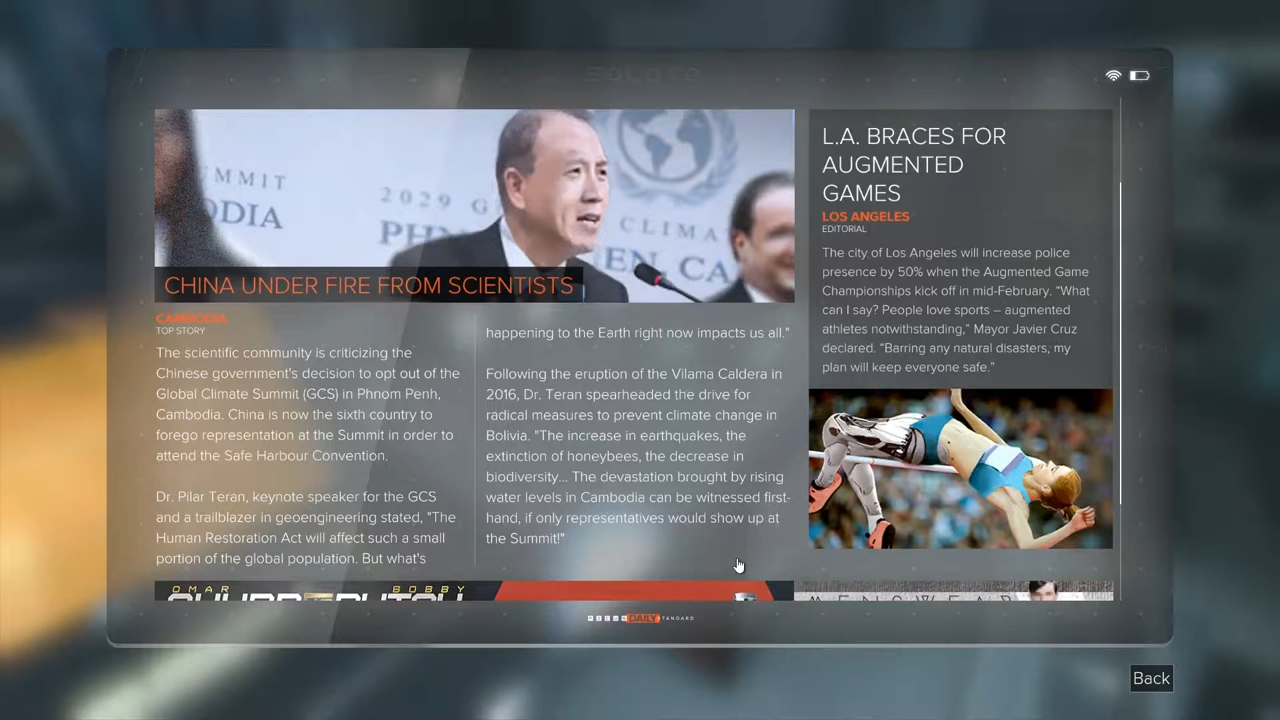 MMIT
ODIA
2029 G
CLIMA
PHN
EN, CA
CHINA UNDER FIRE FROM SCIENTISTS
CAMBODIA
TOP STORY
The scientific community is criticizing the
Chinese government's decision to opt out of the
Global Climate Summit (GCS) in Phnom Penh,
Cambodia. China is now the sixth country to
forego representation at the Summit in order to
attend the Safe Harbour Convention.
Dr. Pilar Teran, keynote speaker for the GCS
and a trailblazer in geoengineering stated, "The
Human Restoration Act will affect such a small
portion of the global population. But what's
happening to the Earth right now impacts us all."
Following the eruption of the Vilama Caldera in
2016, Dr. Teran spearheaded the drive for
radical measures to prevent climate change in
Bolivia. "The increase in earthquakes, the
extinction of honeybees, the decrease in
biodiversity... The devastation brought by rising
water levels in Cambodia can be witnessed first-
hand, if only representatives would show up at
the Summit!"
L.A. BRACES FOR
AUGMENTED
GAMES
LOS ANGELES
EDITORIAL
The city of Los Angeles will increase police
presence by 50% when the Augmented Game
Championships kick off in mid-February. “What
can I say? People love sports – augmented
athletes notwithstanding,” Mayor Javier Cruz
declared. “Barring any natural disasters, my
plan will keep everyone safe.”
OMAR BOBBY
MENSWEAR
PICUS DAILY STANDARD
Back